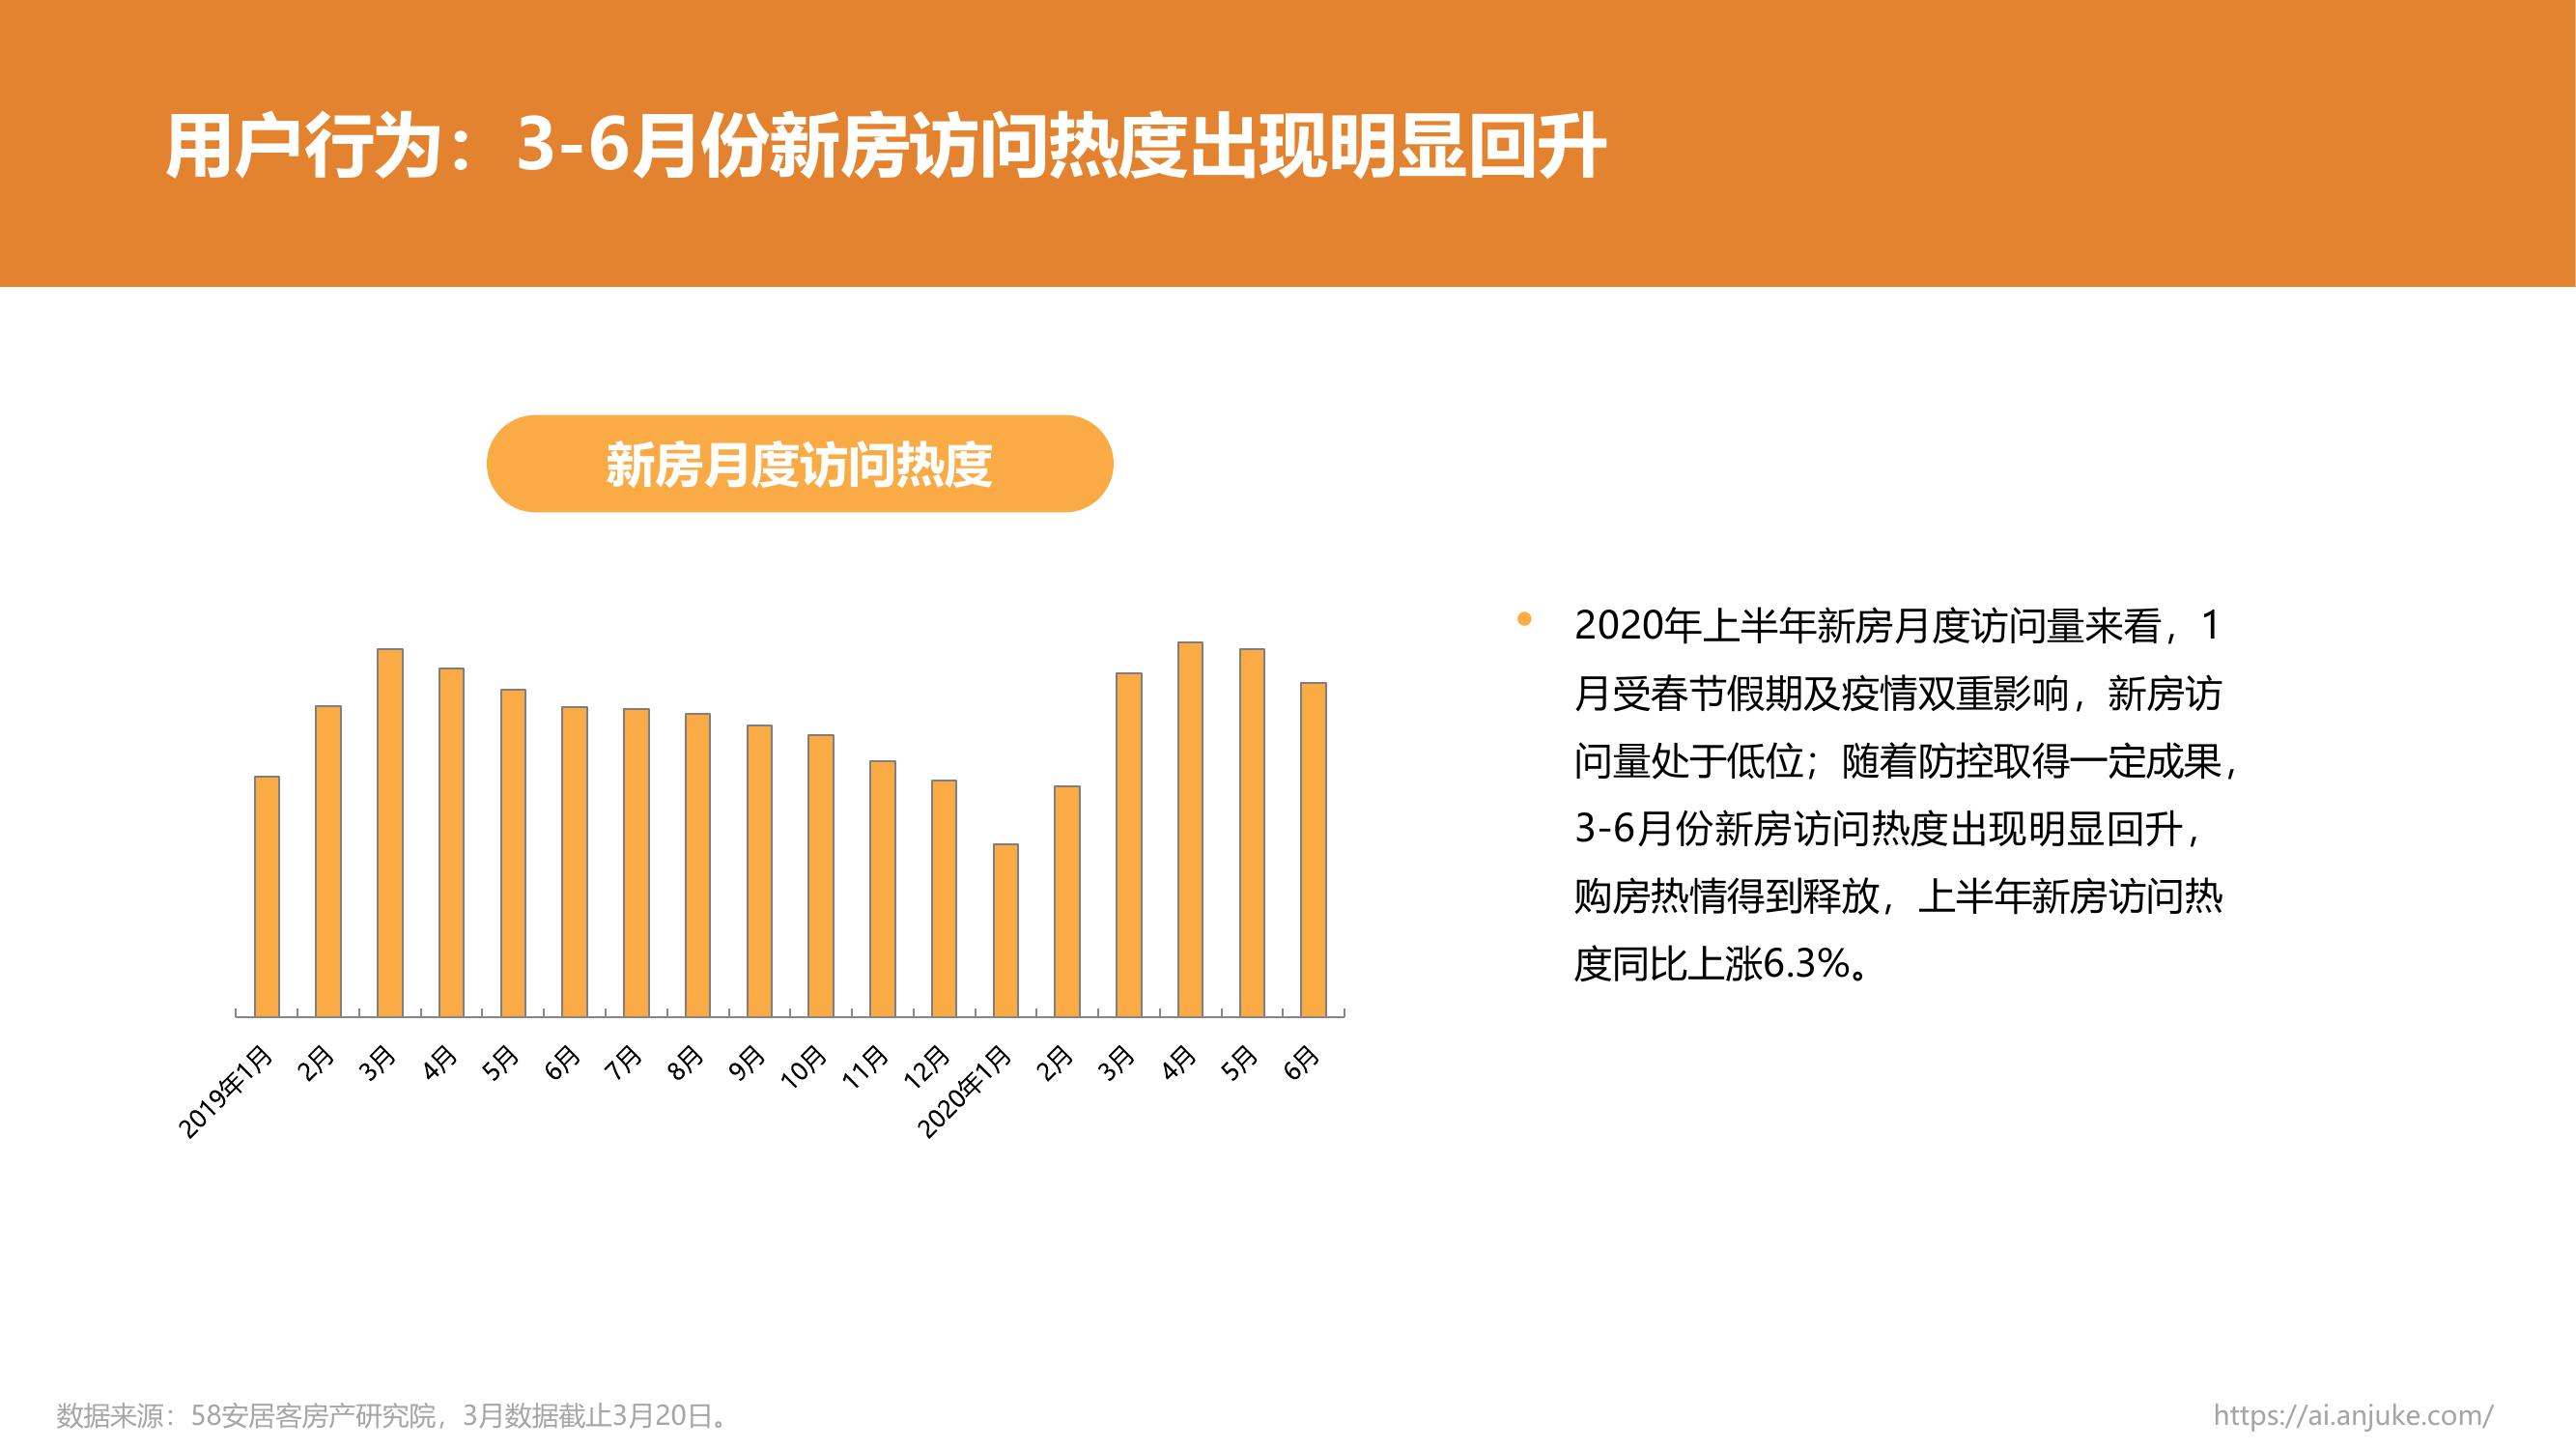 用户行为：3-6月份新房访问热度出现明显回升
新房月度访问热度
2019年1月
2月
3月
4月
5月
6月
7月
8月
9月
10月
11月
12月
2020年1月
2月
3月
4月
5月
6月
2020年上半年新房月度访问量来看，1
月受春节假期及疫情双重影响，新房访
问量处于低位；随着防控取得一定成果，
3-6月份新房访问热度出现明显回升，
购房热情得到释放，上半年新房访问热
度同比上涨6.3%。
数据来源：58安居客房产研究院，3月数据截止3月20日。
https://ai.anjuke.com/